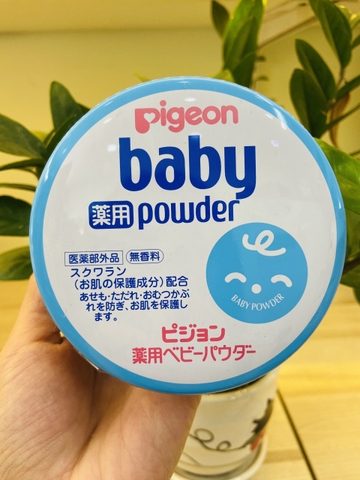 Pigeon
baby
薬用 powder
医薬部外品 無香料
スクワラン
(お肌の保護成分)配合
あせも・ただれ・おむつかぶ
れを防ぎ、お肌を保護し
ます。
BABY POWDER
ピジョン
薬用ベビーパウダー